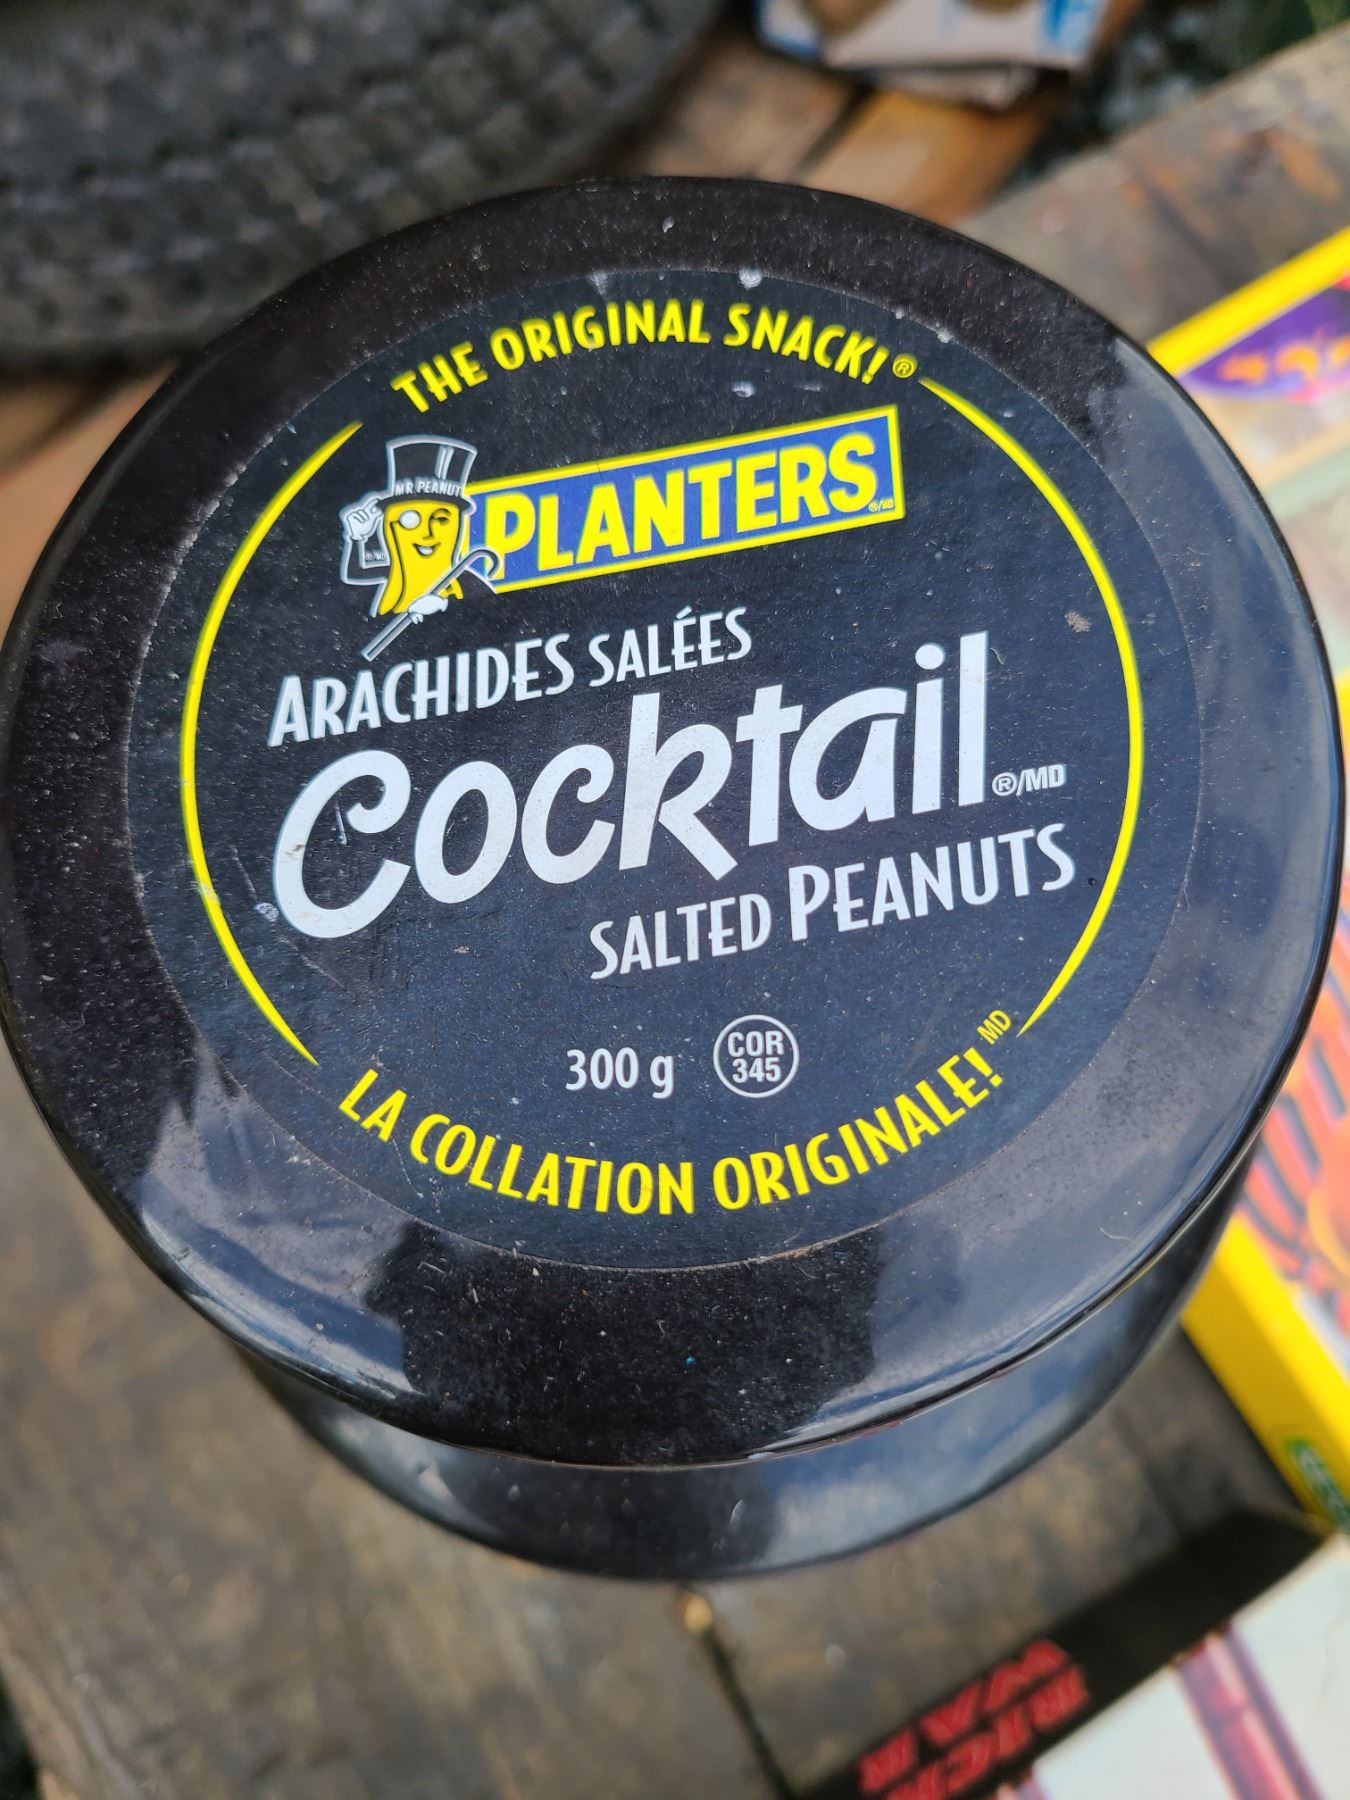 THE ORIGINAL SNACK!®
MR. PEANUT
PLANTERS ®/MD
ARACHIDES SALÉES
Cocktail ®/MD
SALTED PEANUTS
300 g
COR
345
LA COLLATION ORIGINALE! MD